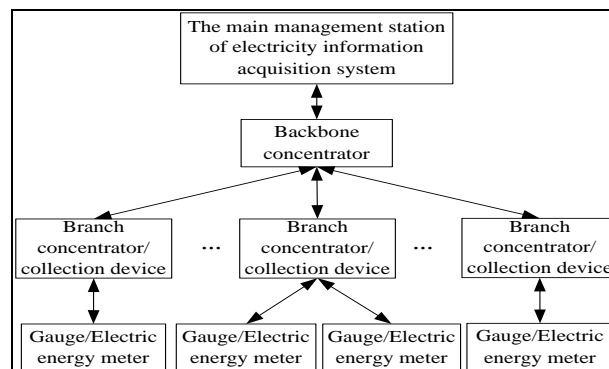 The main management station
of electricity information
acquisition system
Backbone
concentrator
Branch
concentrator/
collection device
...
Branch
concentrator/
collection device
...
Branch
concentrator/
collection device
Gauge/Electric
energy meter
Gauge/Electric
energy meter
Gauge/Electric
energy meter
Gauge/Electric
energy meter